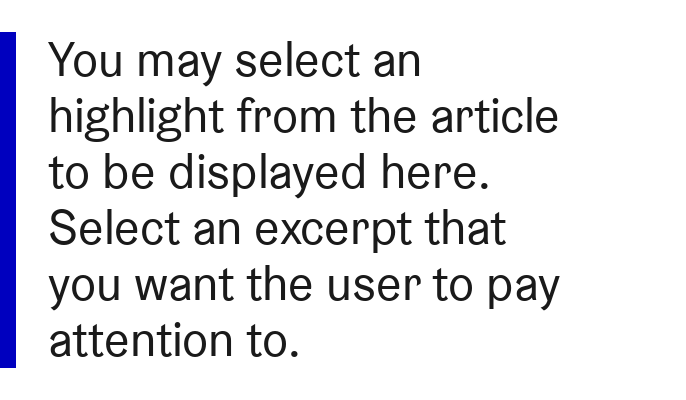 You may select an
highlight from the article
to be displayed here.
Select an excerpt that
you want the user to pay
attention to.